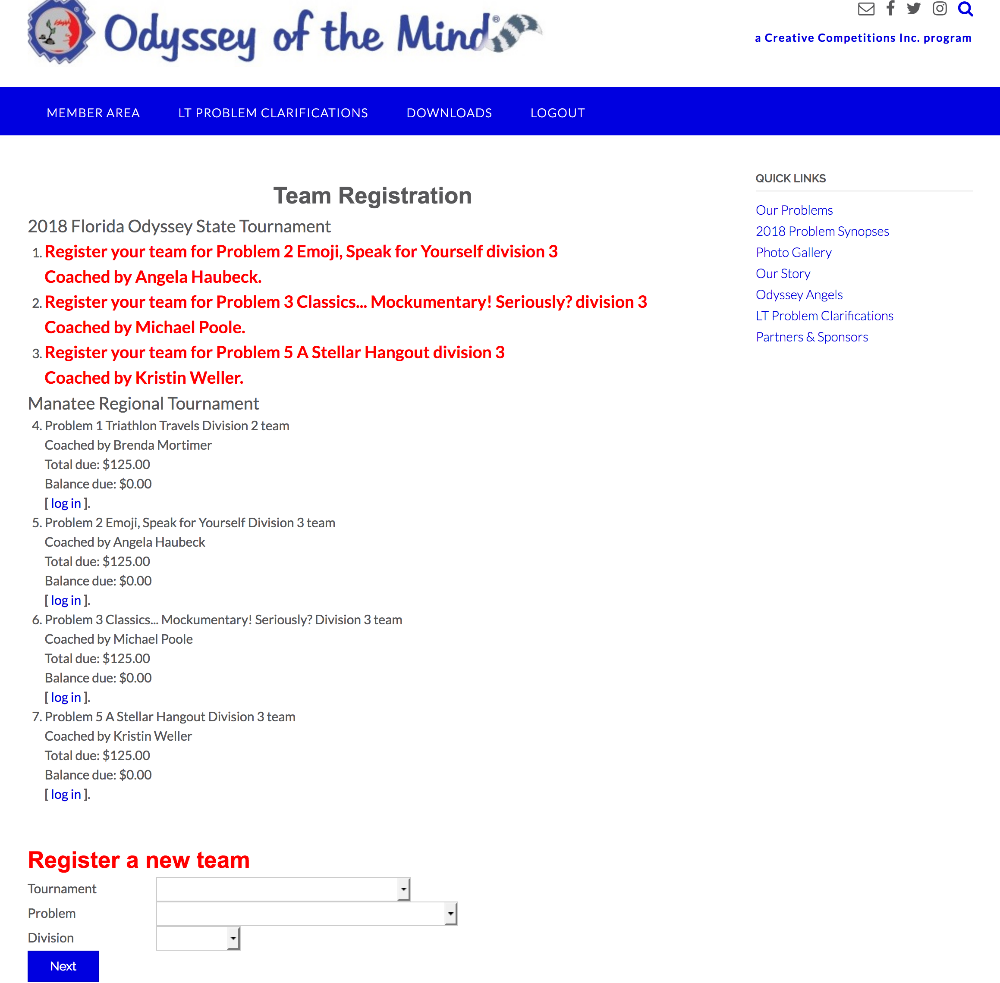 Odyssey of the Mind®
a Creative Competitions Inc. program
MEMBER AREA LT PROBLEM CLARIFICATIONS DOWNLOADS LOGOUT
Team Registration
2018 Florida Odyssey State Tournament
1. Register your team for Problem 2 Emoji, Speak for Yourself division 3
Coached by Angela Haubeck.
2. Register your team for Problem 3 Classics... Mockumentary! Seriously? division 3
Coached by Michael Poole.
3. Register your team for Problem 5 A Stellar Hangout division 3
Coached by Kristin Weller.
Manatee Regional Tournament
4. Problem 1 Triathlon Travels Division 2 team
Coached by Brenda Mortimer
Total due: $125.00
Balance due: $0.00
[ log in ].
5. Problem 2 Emoji, Speak for Yourself Division 3 team
Coached by Angela Haubeck
Total due: $125.00
Balance due: $0.00
[ log in ].
6. Problem 3 Classics... Mockumentary! Seriously? Division 3 team
Coached by Michael Poole
Total due: $125.00
Balance due: $0.00
[ log in ].
7. Problem 5 A Stellar Hangout Division 3 team
Coached by Kristin Weller
Total due: $125.00
Balance due: $0.00
[ log in ].
Register a new team
Tournament
Problem
Division
Next
QUICK LINKS
Our Problems
2018 Problem Synopses
Photo Gallery
Our Story
Odyssey Angels
LT Problem Clarifications
Partners & Sponsors